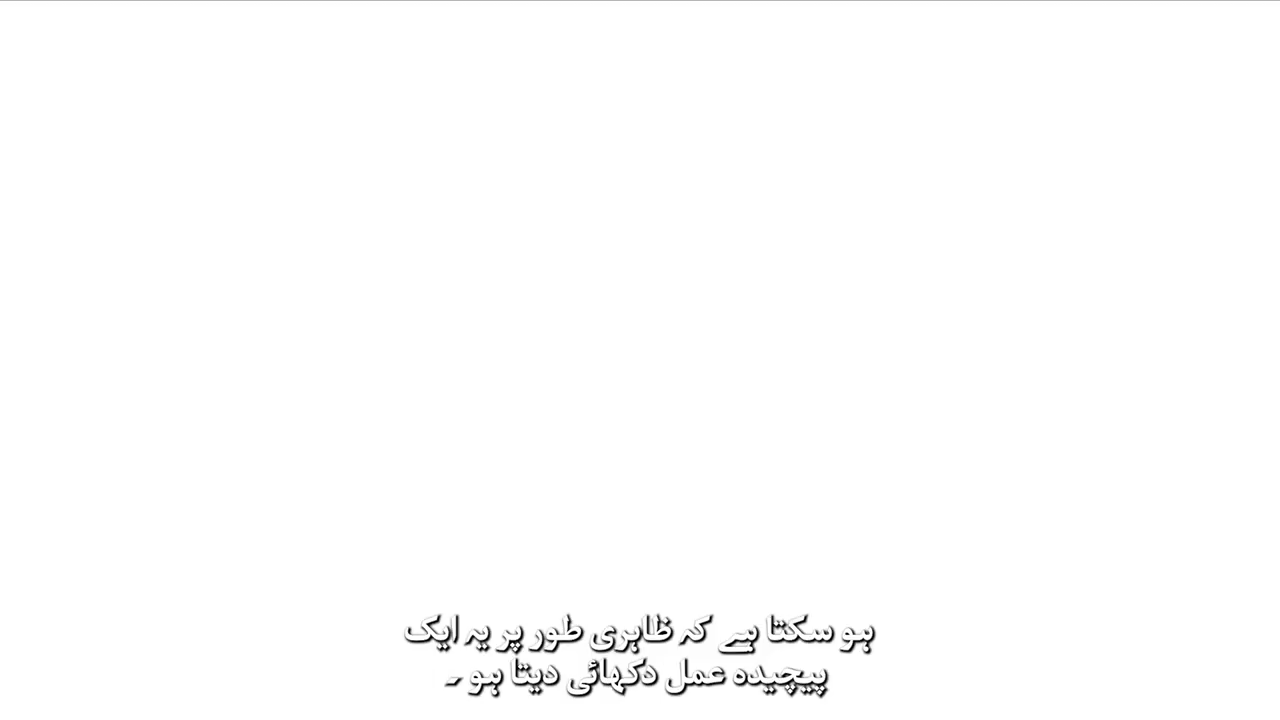 ہو سکتا ہے کہ ظاہری طور پر یہ ایک
پیچیدہ عمل دکھائی دیتا ہو ۔